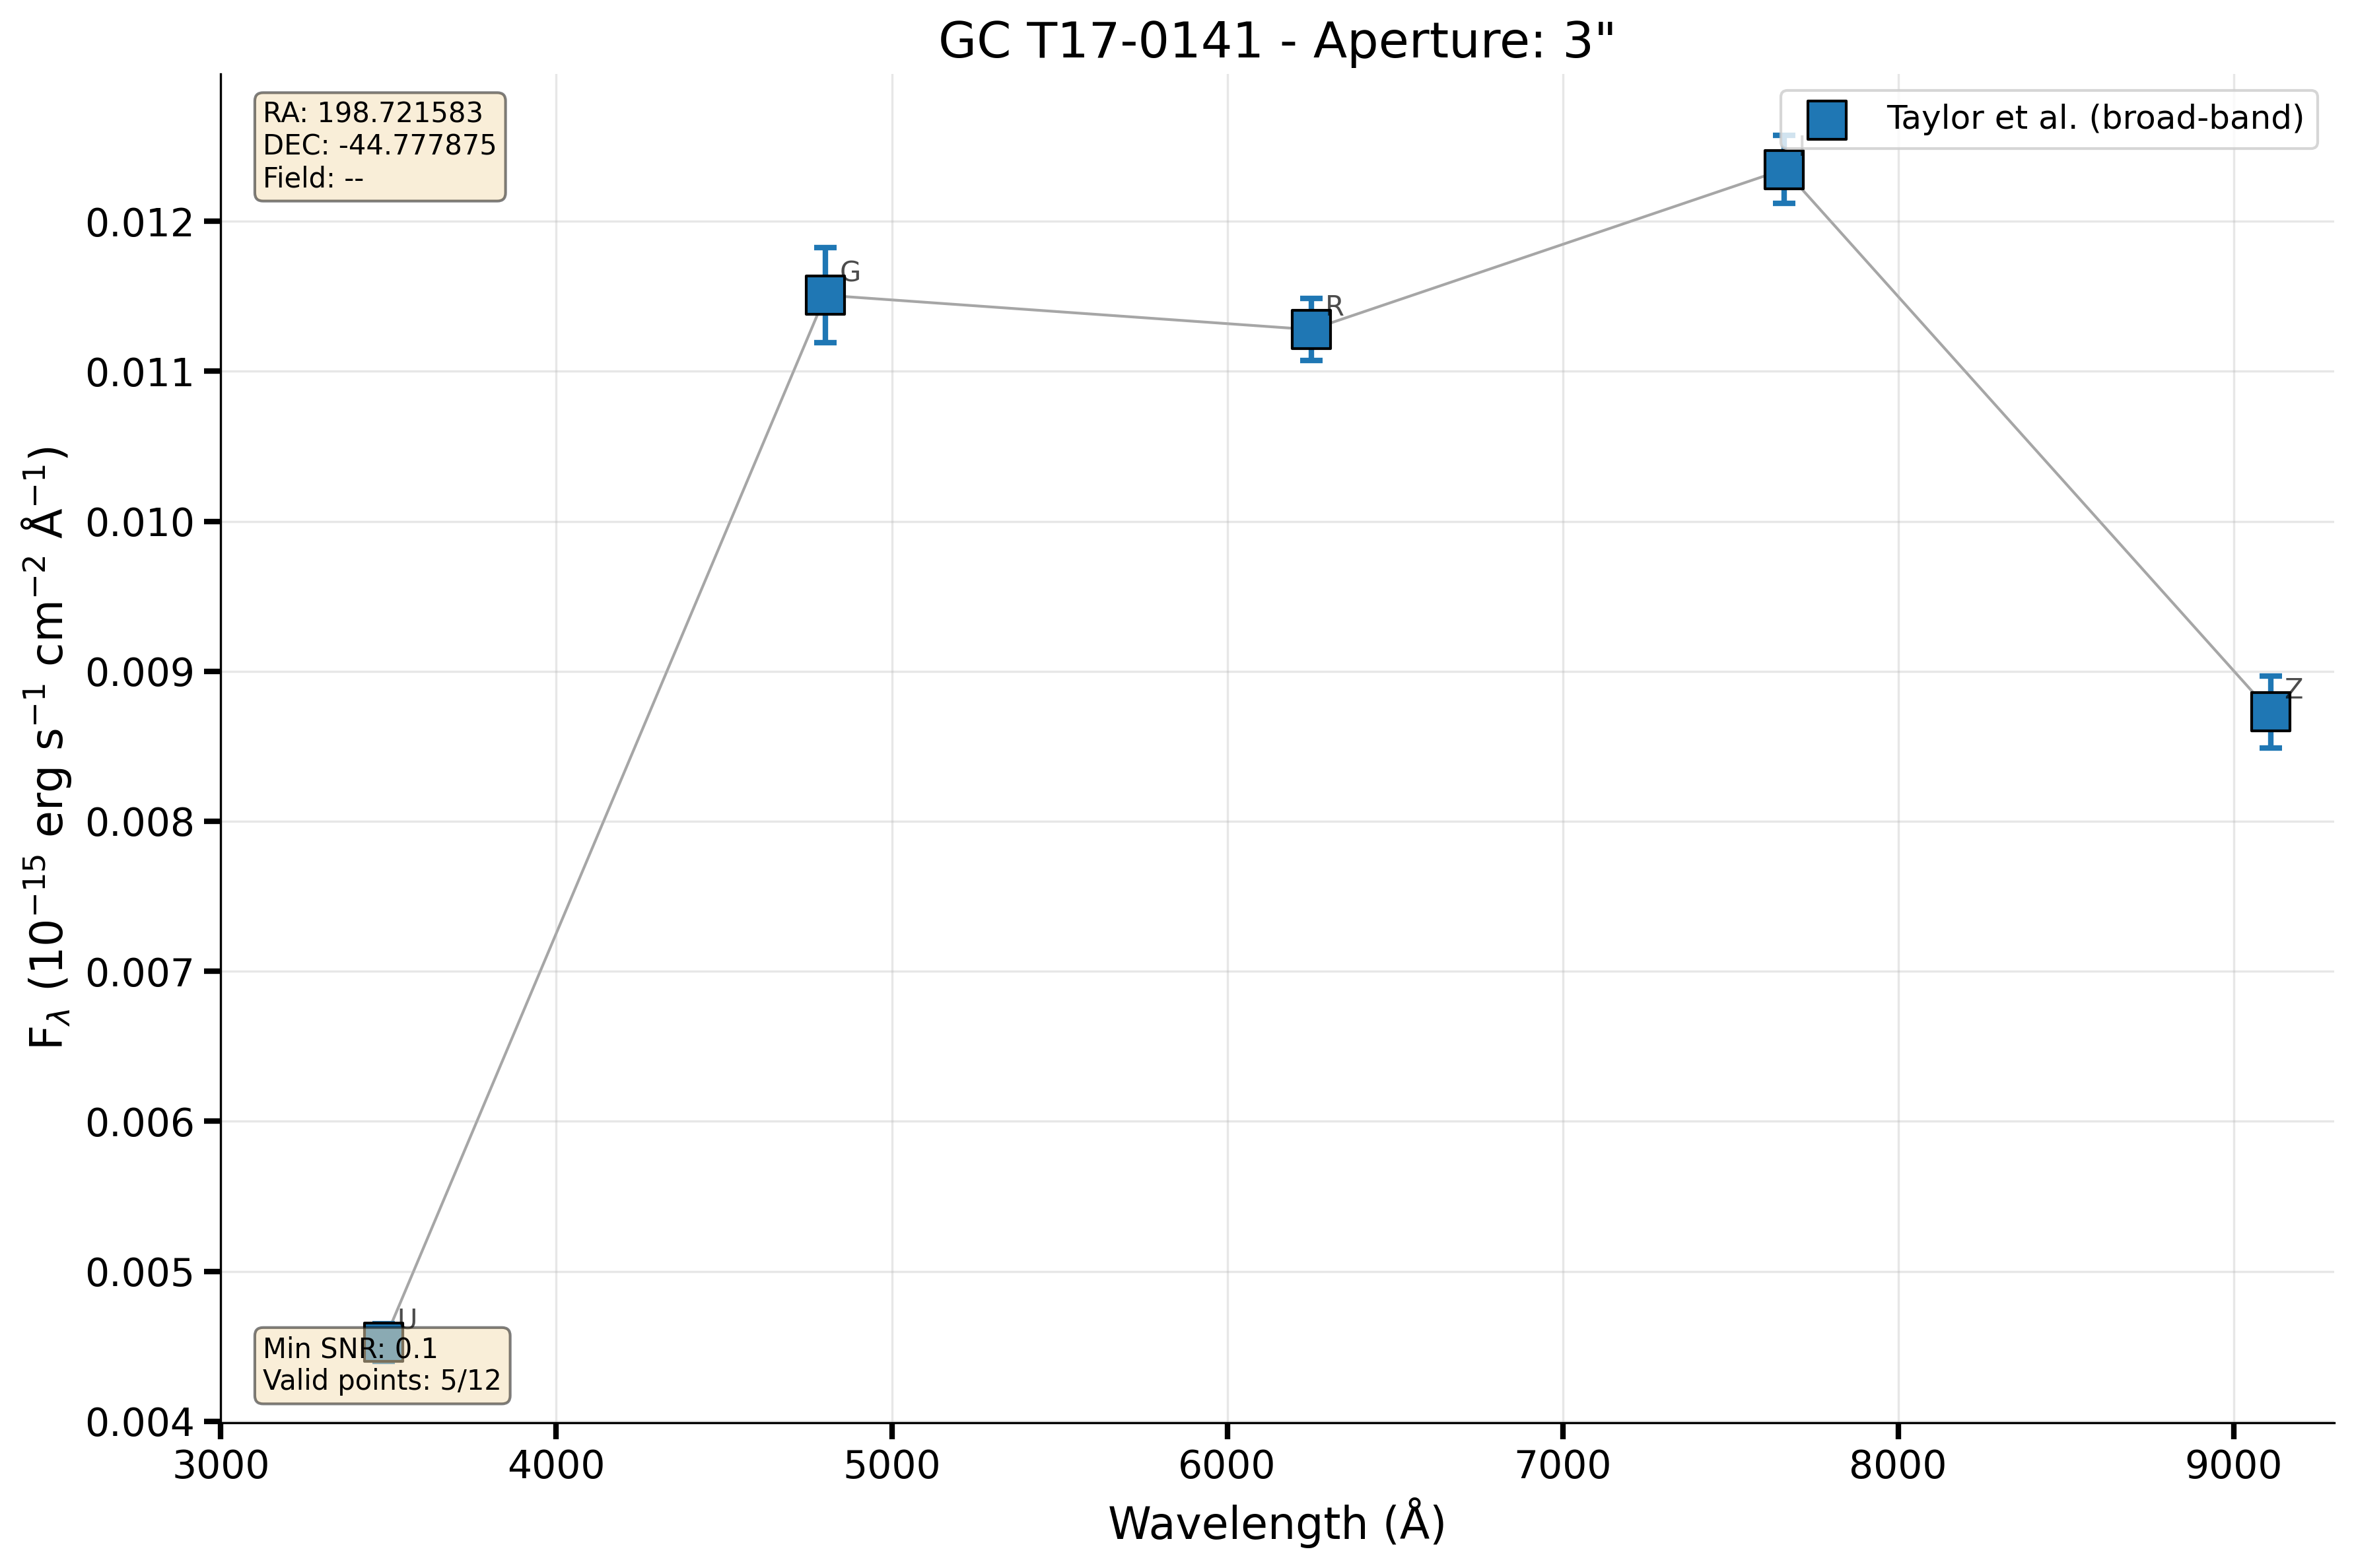 GC T17-0141 - Aperture: 3"
RA: 198.721583
DEC: -44.777875
Field: --
Taylor et al. (broad-band)
G
R
Z
U
Min SNR: 0.1
Valid points: 5/12
F_λ (10⁻¹⁵ erg s⁻¹ cm⁻² Å⁻¹)
0.012
0.011
0.010
0.009
0.008
0.007
0.006
0.005
0.004
3000 4000 5000 6000 7000 8000 9000
Wavelength (Å)